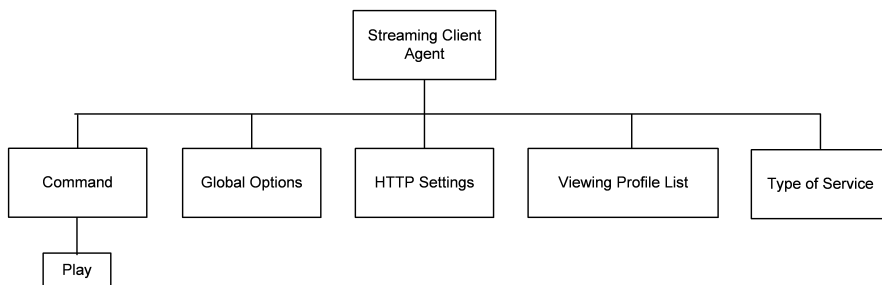 Streaming Client
Agent
Command
Global Options
HTTP Settings
Viewing Profile List
Type of Service
Play